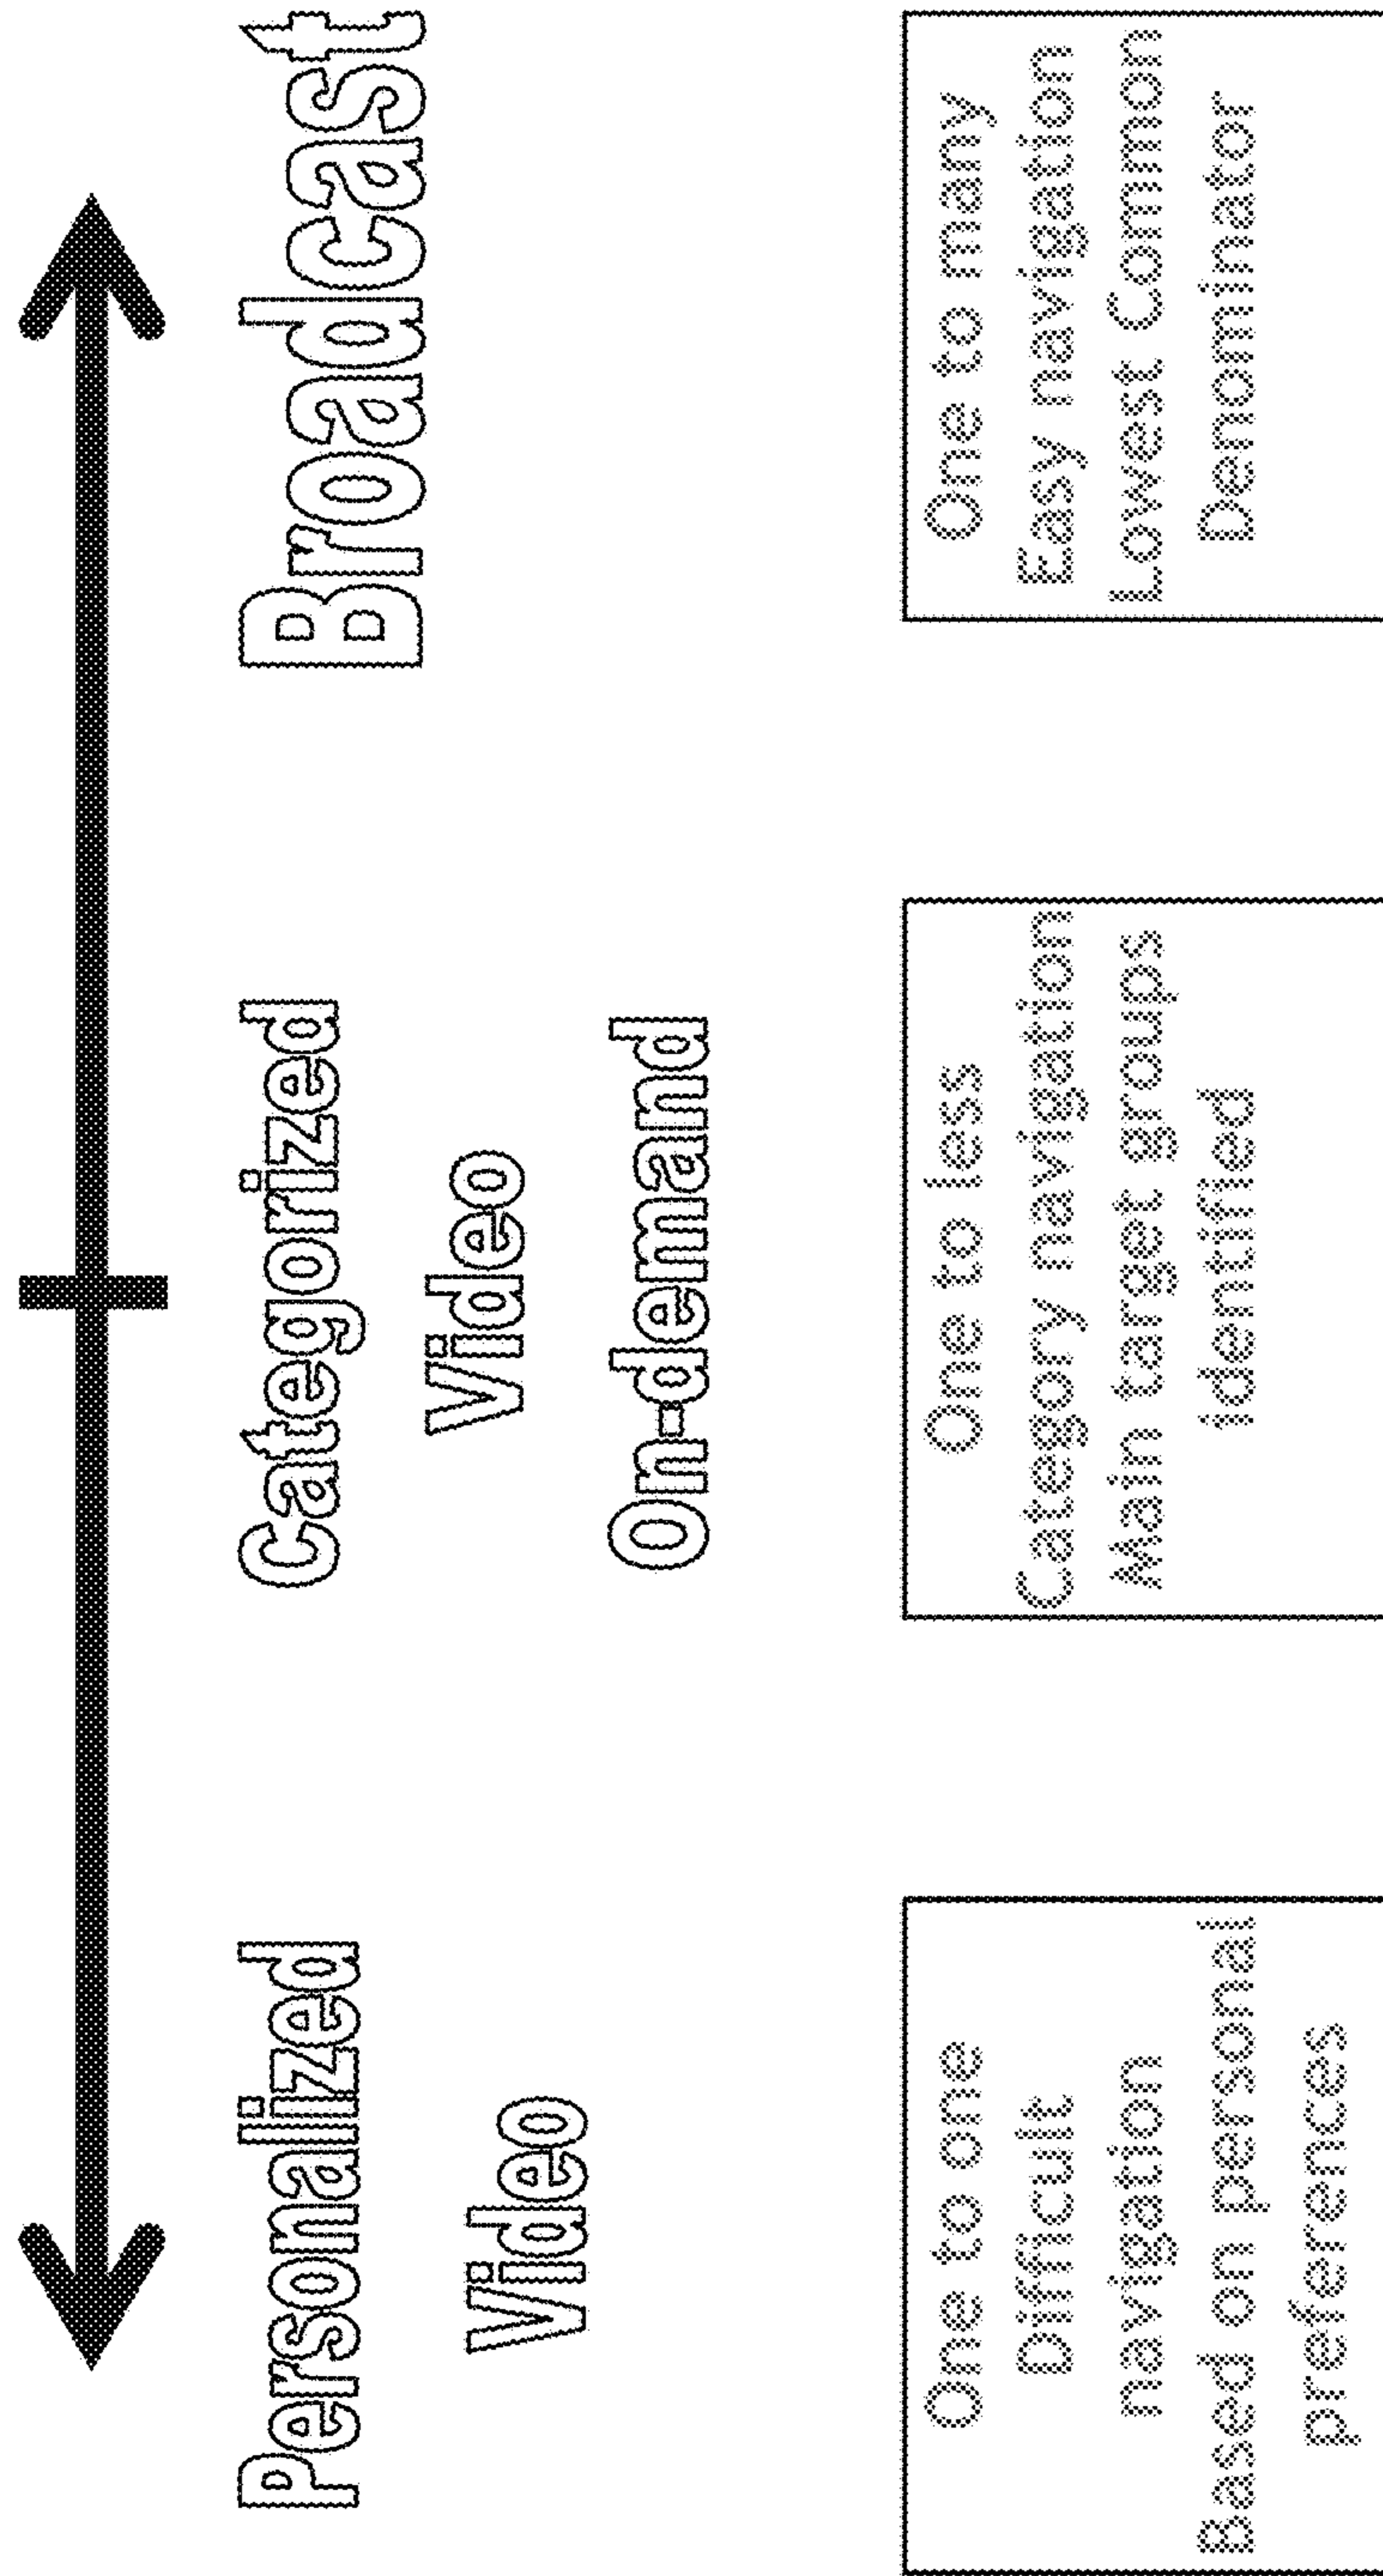 Personalized
Video
Categorized
Video
On-demand
Broadcast
One to one
Difficult
navigation
Based on personal
preferences
One to less
Category navigation
Main target groups
identified
One to many
Easy navigation
Lowest Common
Denominator